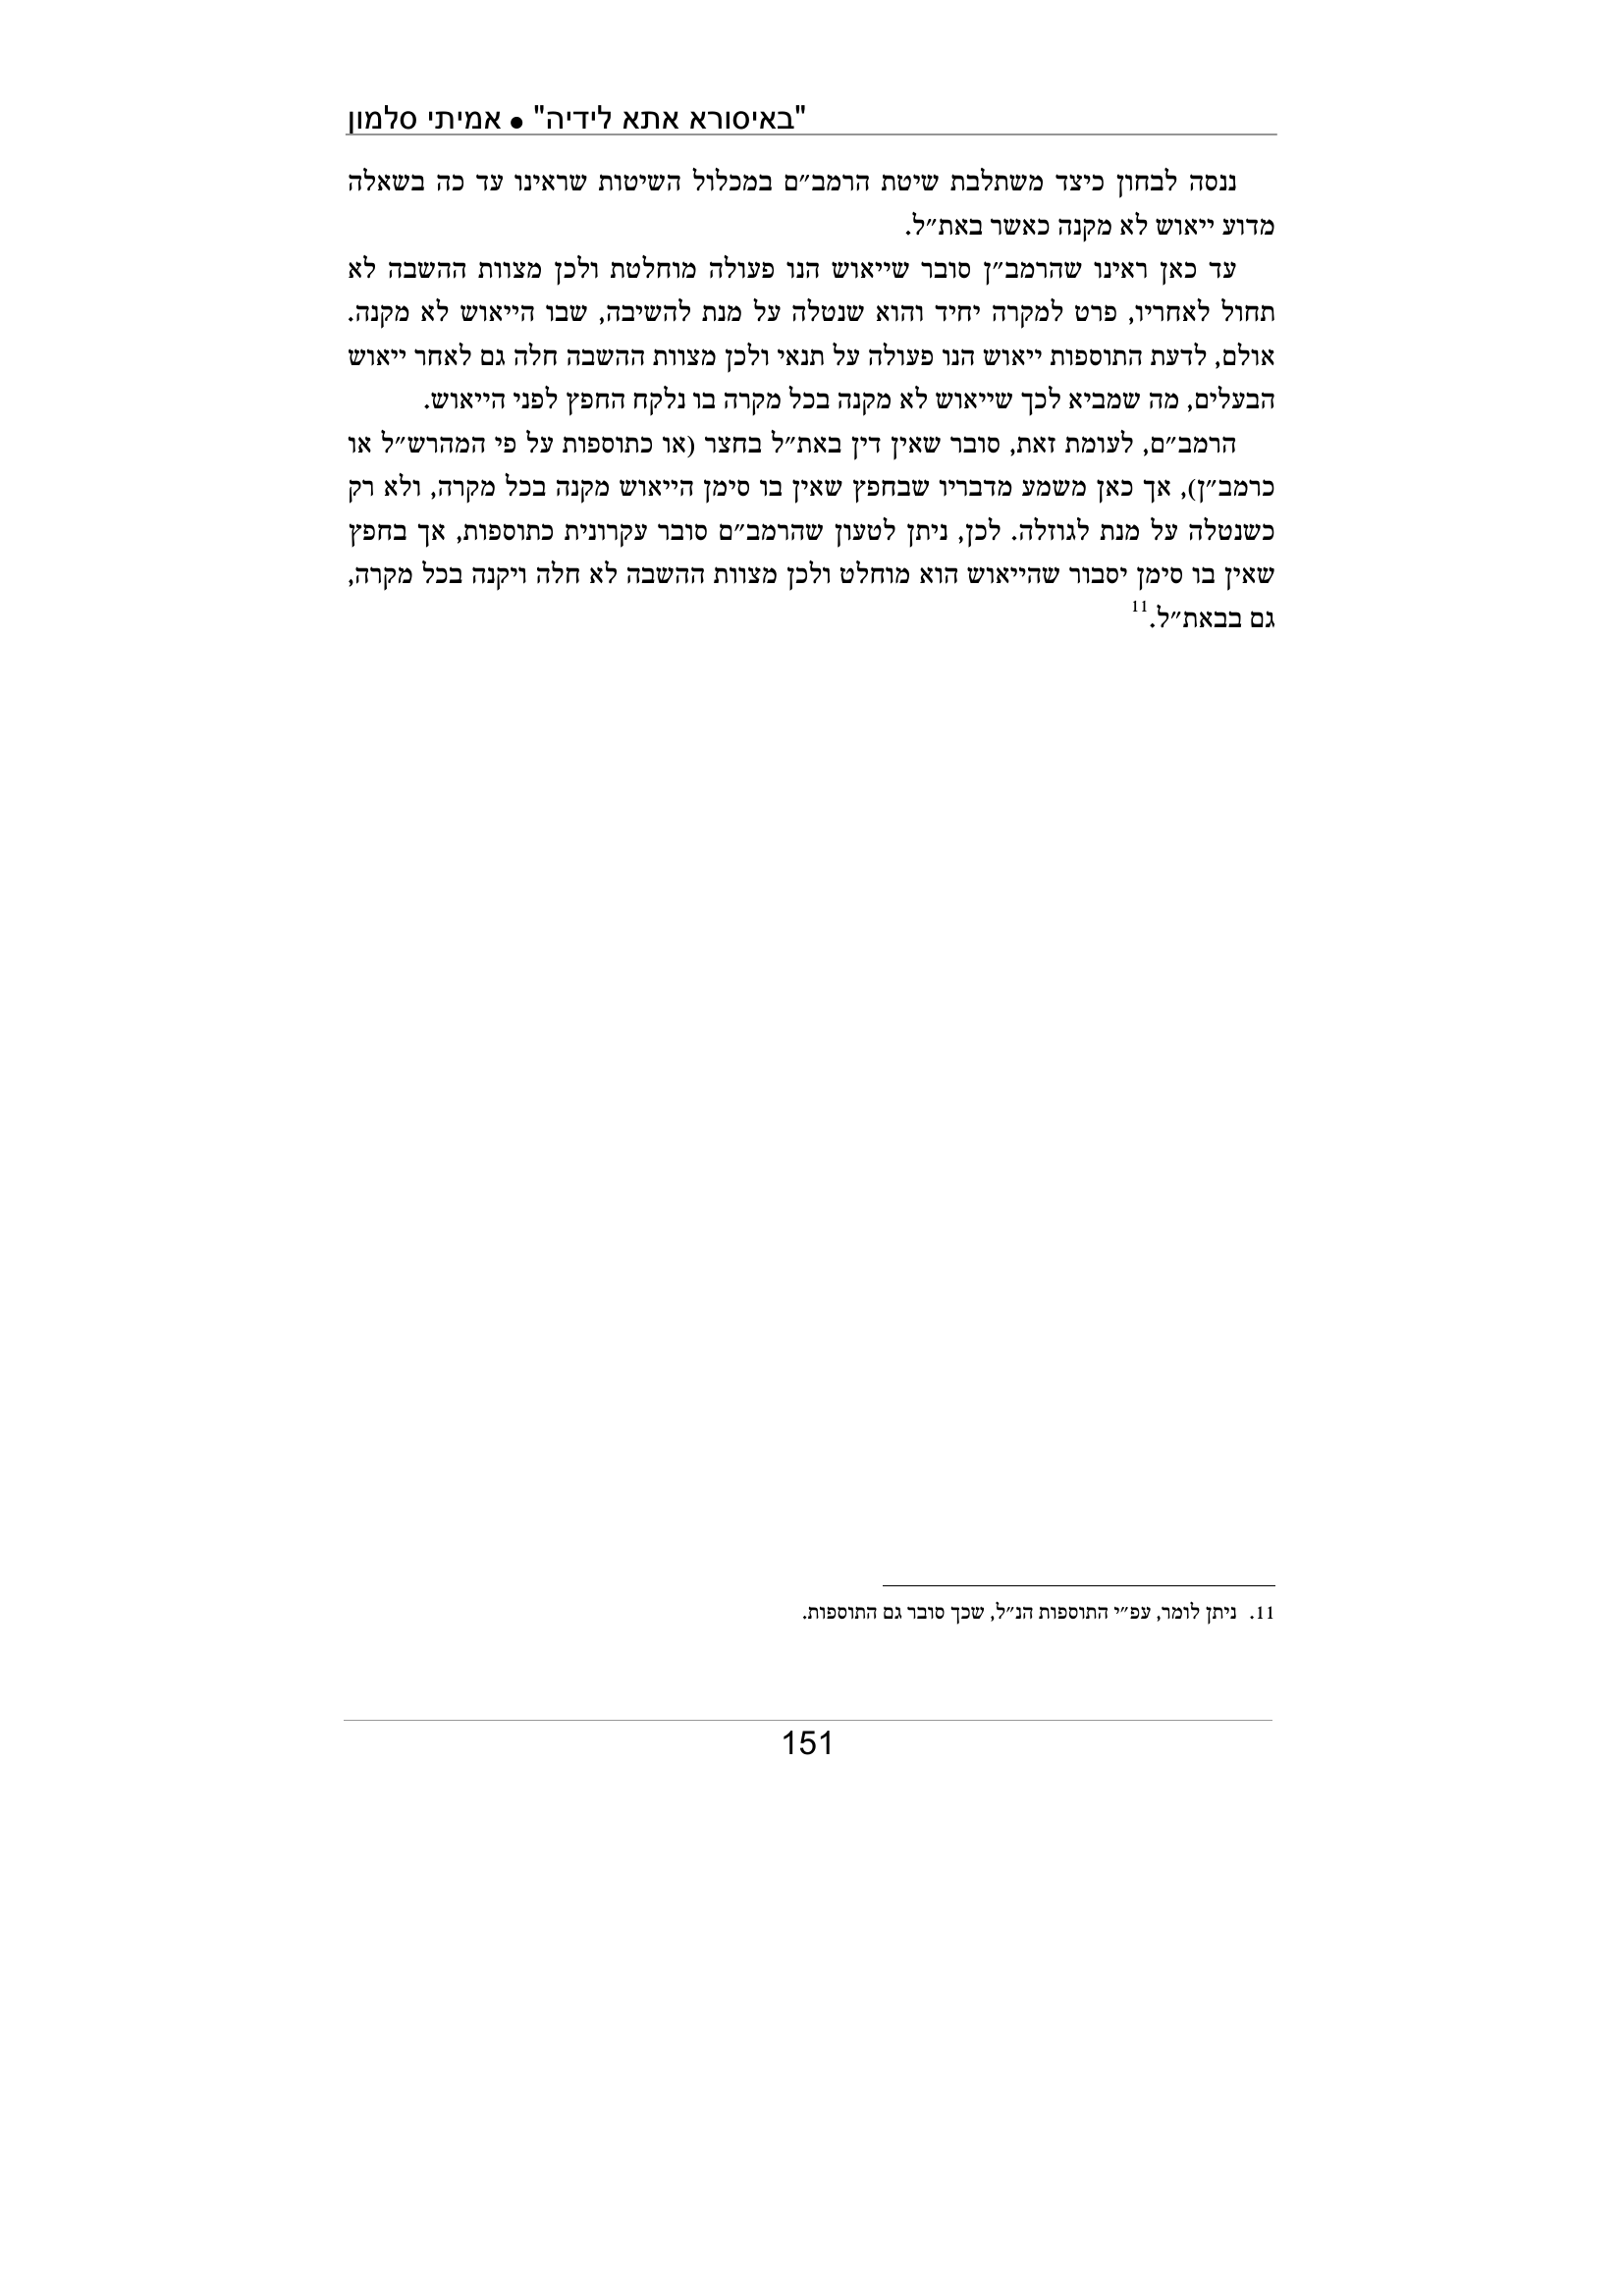 "באיסורא אתא לידיה" ● אמיתי סלמון
ננסה לבחון כיצד משתלבת שיטת הרמב״ם במכלול השיטות שראינו עד כה בשאלה
מדוע ייאוש לא מקנה כאשר באת״ל.
עד כאן ראינו שהרמב״ן סובר שייאוש הנו פעולה מוחלטת ולכן מצוות ההשבה לא
תחול לאחריו, פרט למקרה יחיד והוא שנטלה על מנת להשיבה, שבו הייאוש לא מקנה.
אולם, לדעת התוספות ייאוש הנו פעולה על תנאי ולכן מצוות ההשבה חלה גם לאחר ייאוש
הבעלים, מה שמביא לכך שייאוש לא מקנה בכל מקרה בו נלקח החפץ לפני הייאוש.
הרמב״ם, לעומת זאת, סובר שאין דין באת״ל בחצר (או כתוספות על פי המהרש״ל או
כרמב״ן), אך כאן משמע מדבריו שבחפץ שאין בו סימן הייאוש מקנה בכל מקרה, ולא רק
כשנטלה על מנת לגוזלה. לכן, ניתן לטעון שהרמב״ם סובר עקרונית כתוספות, אך בחפץ
שאין בו סימן יסבור שהייאוש הוא מוחלט ולכן מצוות ההשבה לא חלה ויקנה בכל מקרה,
גם בבאת״ל.11
11. ניתן לומר, עפ״י התוספות הנ״ל, שכך סובר גם התוספות.
151